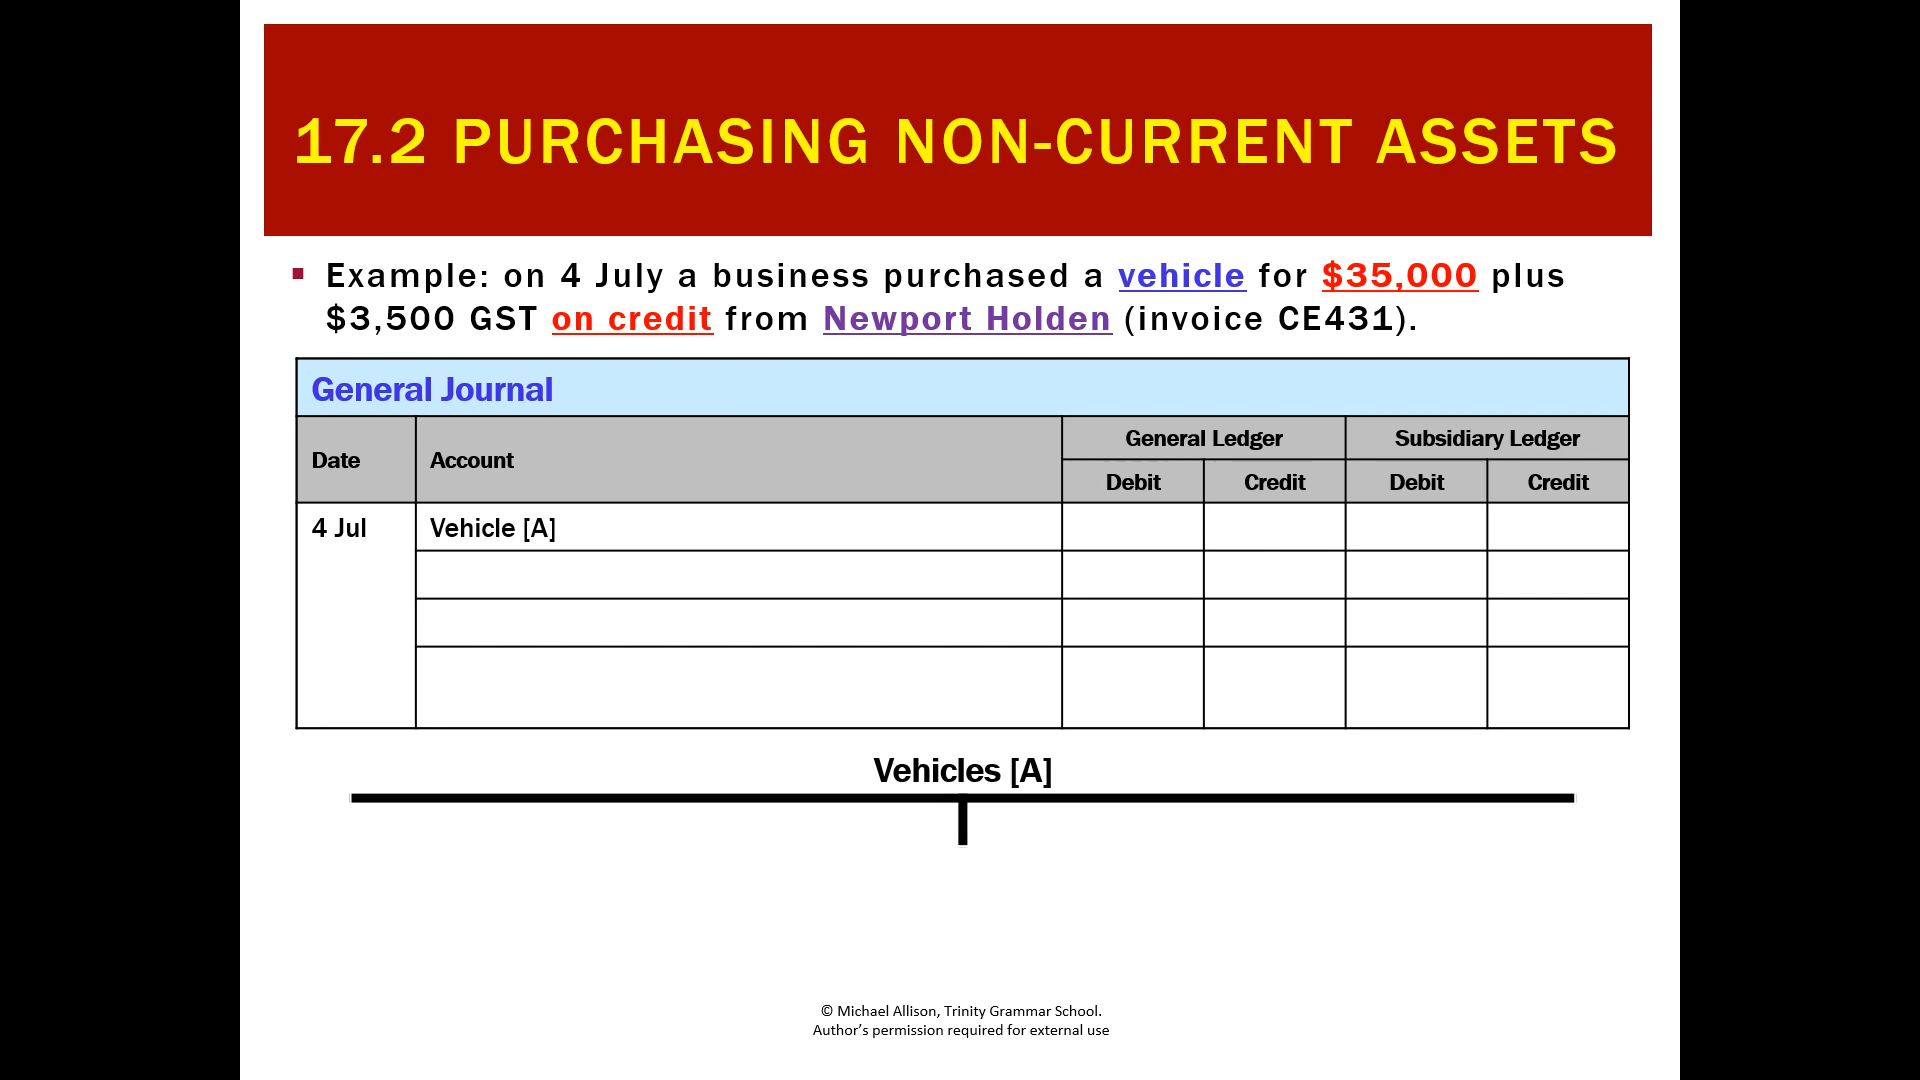 17.2 PURCHASING NON-CURRENT ASSETS
Example: on 4 July a business purchased a vehicle for $35,000 plus
$3,500 GST on credit from Newport Holden (invoice CE431).
General Journal
Date Account General Ledger Subsidiary Ledger
Debit Credit Debit Credit
4 Jul Vehicle [A]
Vehicles [A]
© Michael Allison, Trinity Grammar School.
Author’s permission required for external use